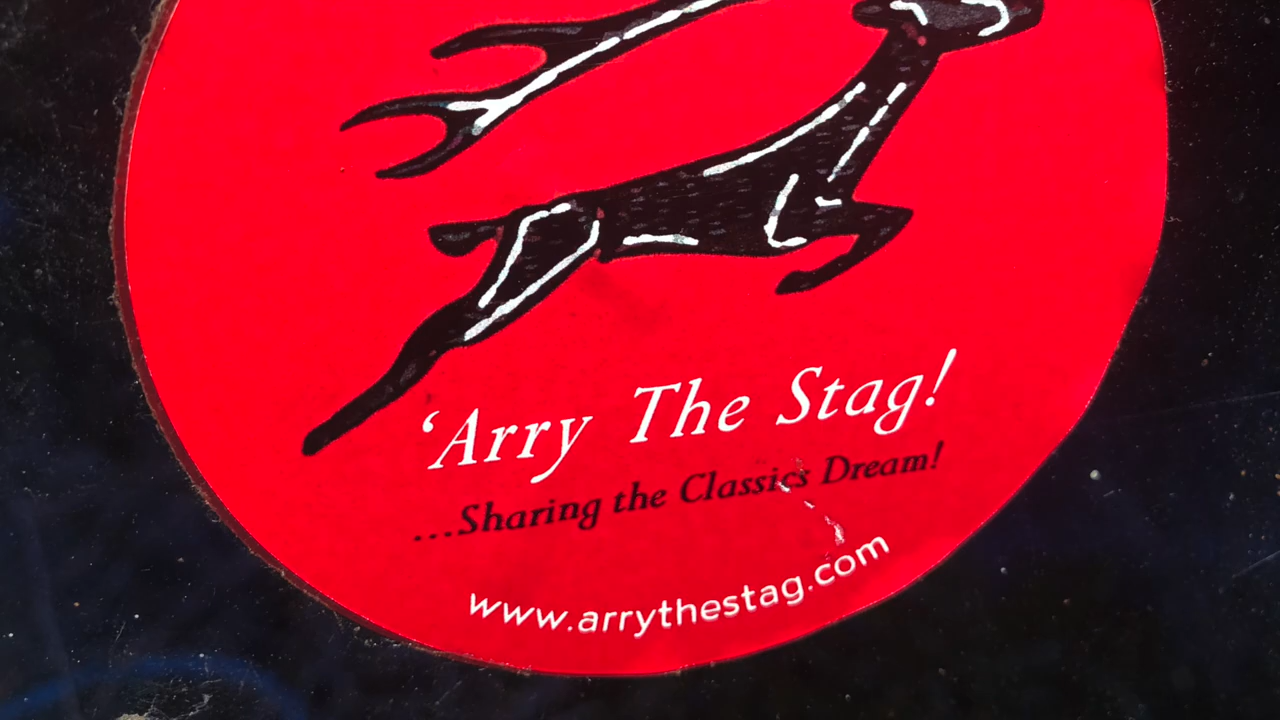 ‘Arry The Stag!
...Sharing the Classics Dream!
www.arrythestag.com